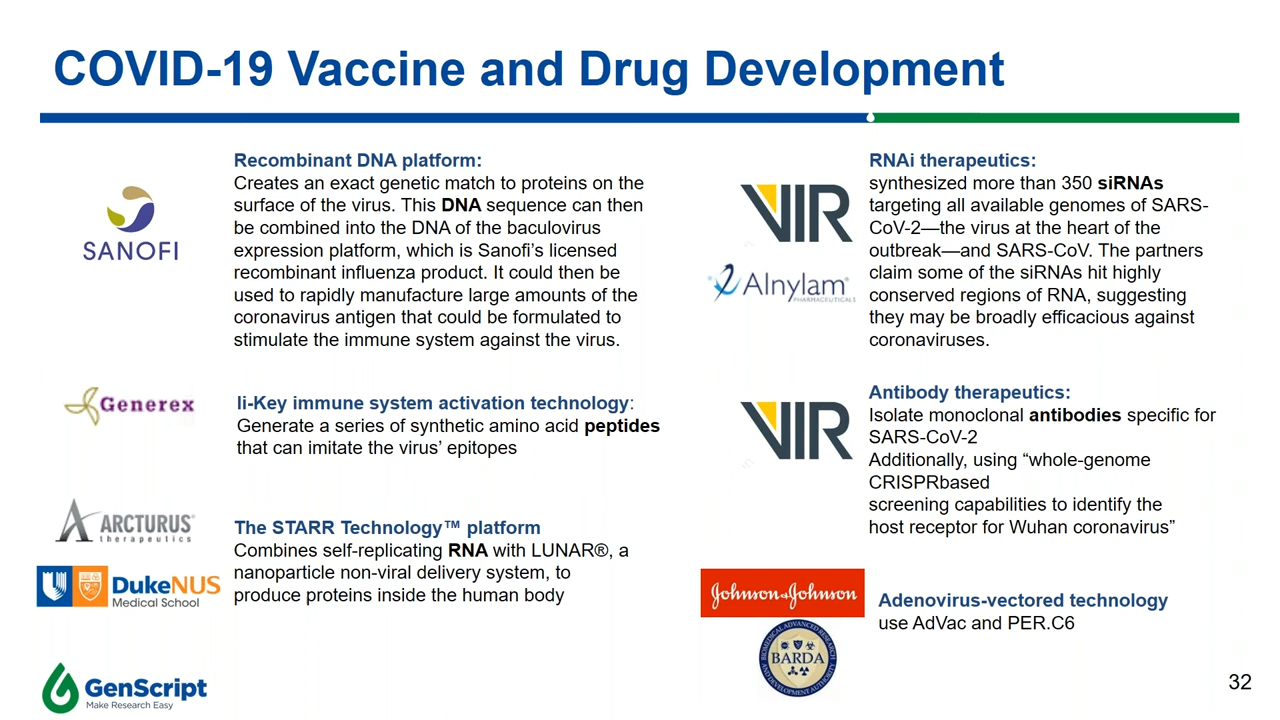 COVID-19 Vaccine and Drug Development
SANOFI
Recombinant DNA platform:
Creates an exact genetic match to proteins on the
surface of the virus. This DNA sequence can then
be combined into the DNA of the baculovirus
expression platform, which is Sanofi’s licensed
recombinant influenza product. It could then be
used to rapidly manufacture large amounts of the
coronavirus antigen that could be formulated to
stimulate the immune system against the virus.
Generex
Ii-Key immune system activation technology:
Generate a series of synthetic amino acid peptides
that can imitate the virus’ epitopes
ARCTURUS
therapeutics
DukeNUS
Medical School
The STARR Technology™ platform
Combines self-replicating RNA with LUNAR®, a
nanoparticle non-viral delivery system, to
produce proteins inside the human body
VIR
Alnylam®
PHARMACEUTICALS
RNAi therapeutics:
synthesized more than 350 siRNAs
targeting all available genomes of SARS-
CoV-2—the virus at the heart of the
outbreak—and SARS-CoV. The partners
claim some of the siRNAs hit highly
conserved regions of RNA, suggesting
they may be broadly efficacious against
coronaviruses.
VIR
Antibody therapeutics:
Isolate monoclonal antibodies specific for
SARS-CoV-2
Additionally, using “whole-genome
CRISPRbased
screening capabilities to identify the
host receptor for Wuhan coronavirus”
Johnson & Johnson
BIOMEDICAL ADVANCED RESEARCH
AND DEVELOPMENT AUTHORITY
BARDA
Adenovirus-vectored technology
use AdVac and PER.C6
GenScript
Make Research Easy
32